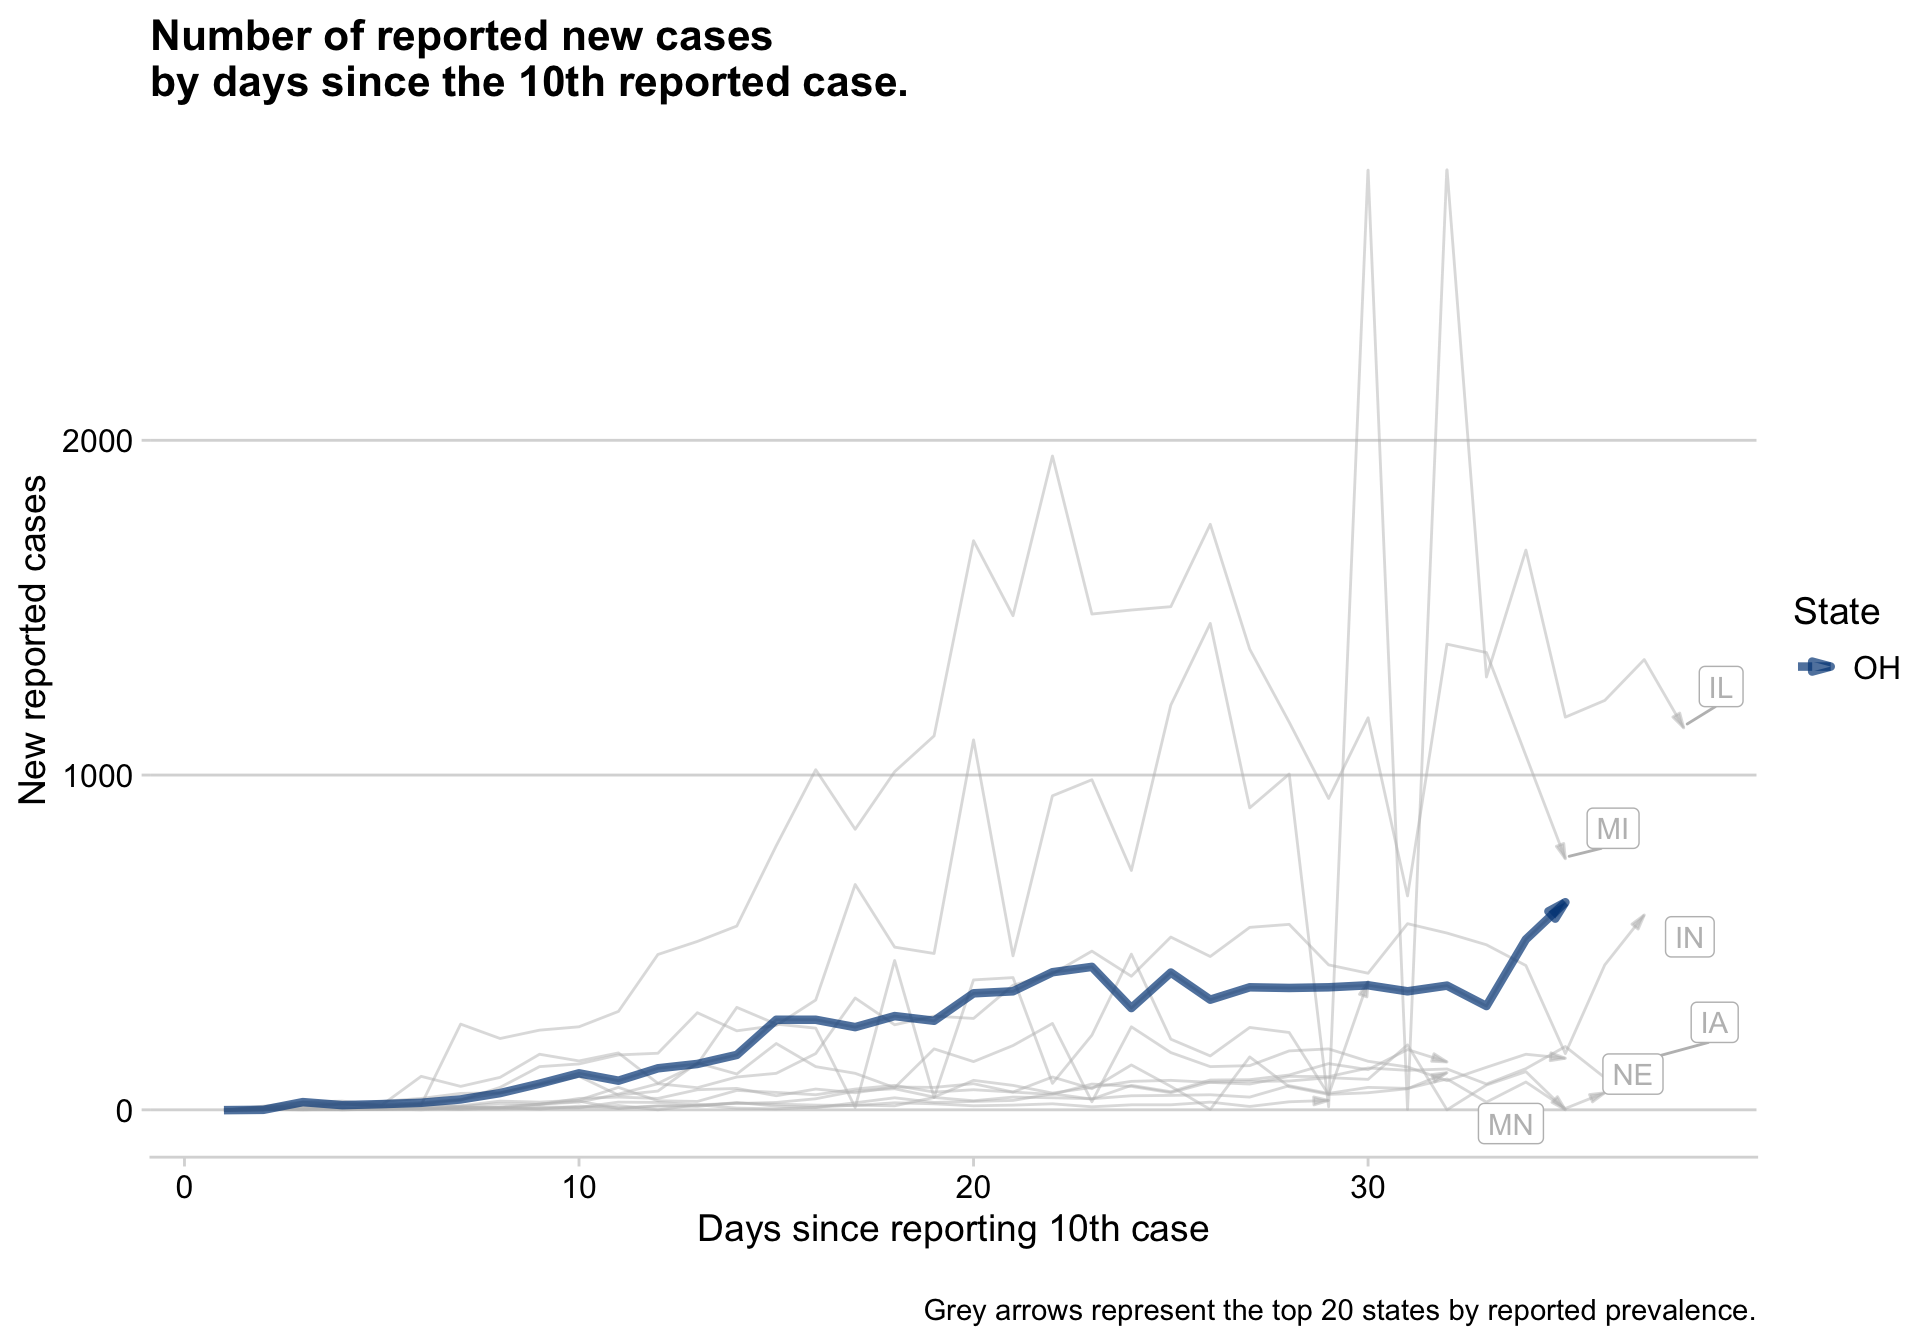 Number of reported new cases
by days since the 10th reported case.
New reported cases
2000
1000
0
IL
MI
IN
IA
NE
MN
State
OH
0
10
20
30
Days since reporting 10th case
Grey arrows represent the top 20 states by reported prevalence.